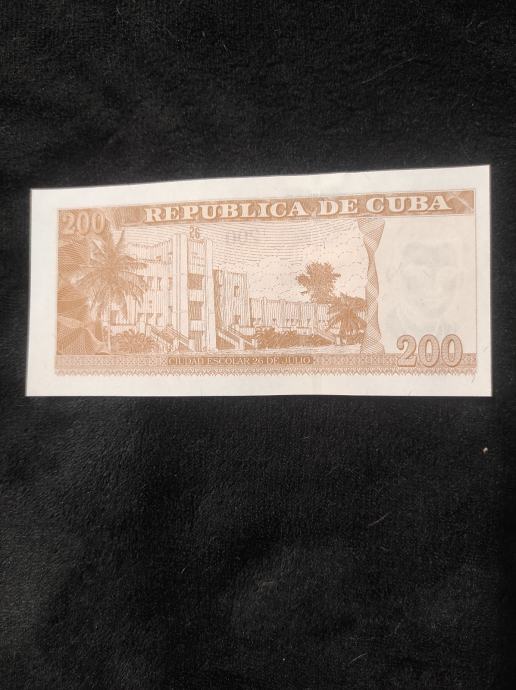 200
REPUBLICA DE CUBA
26
CIUDAD ESCOLAR 26 DE JULIO
200